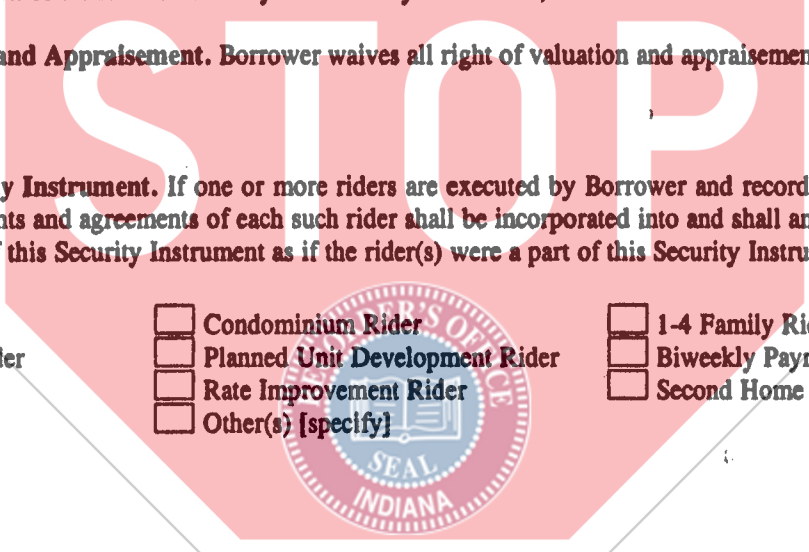 and Appraisement. Borrower waives all right of valuation and appraisemen
STOP
y Instrument. If one or more riders are executed by Borrower and record
nts and agreements of each such rider shall be incorporated into and shall an
this Security Instrument as if the rider(s) were a part of this Security Instru
Condominium Rider
1-4 Family Ri
ler
Planned Unit Development Rider
Biweekly Payn
Rate Improvement Rider
Second Home
Other(s) [specify]
RECORDER'S OFFICE
SEAL
INDIANA